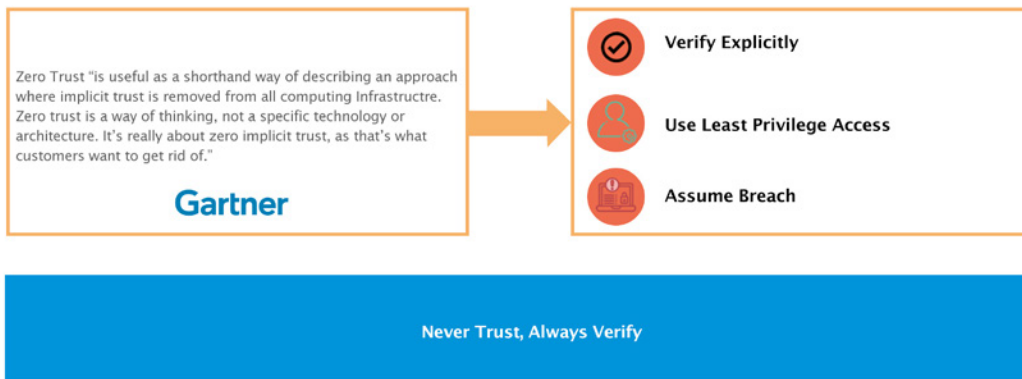 Zero Trust “is useful as a shorthand way of describing an approach
where implicit trust is removed from all computing Infrastructre.
Zero trust is a way of thinking, not a specific technology or
architecture. It’s really about zero implicit trust, as that’s what
customers want to get rid of.”
Gartner
Verify Explicitly
Use Least Privilege Access
Assume Breach
Never Trust, Always Verify